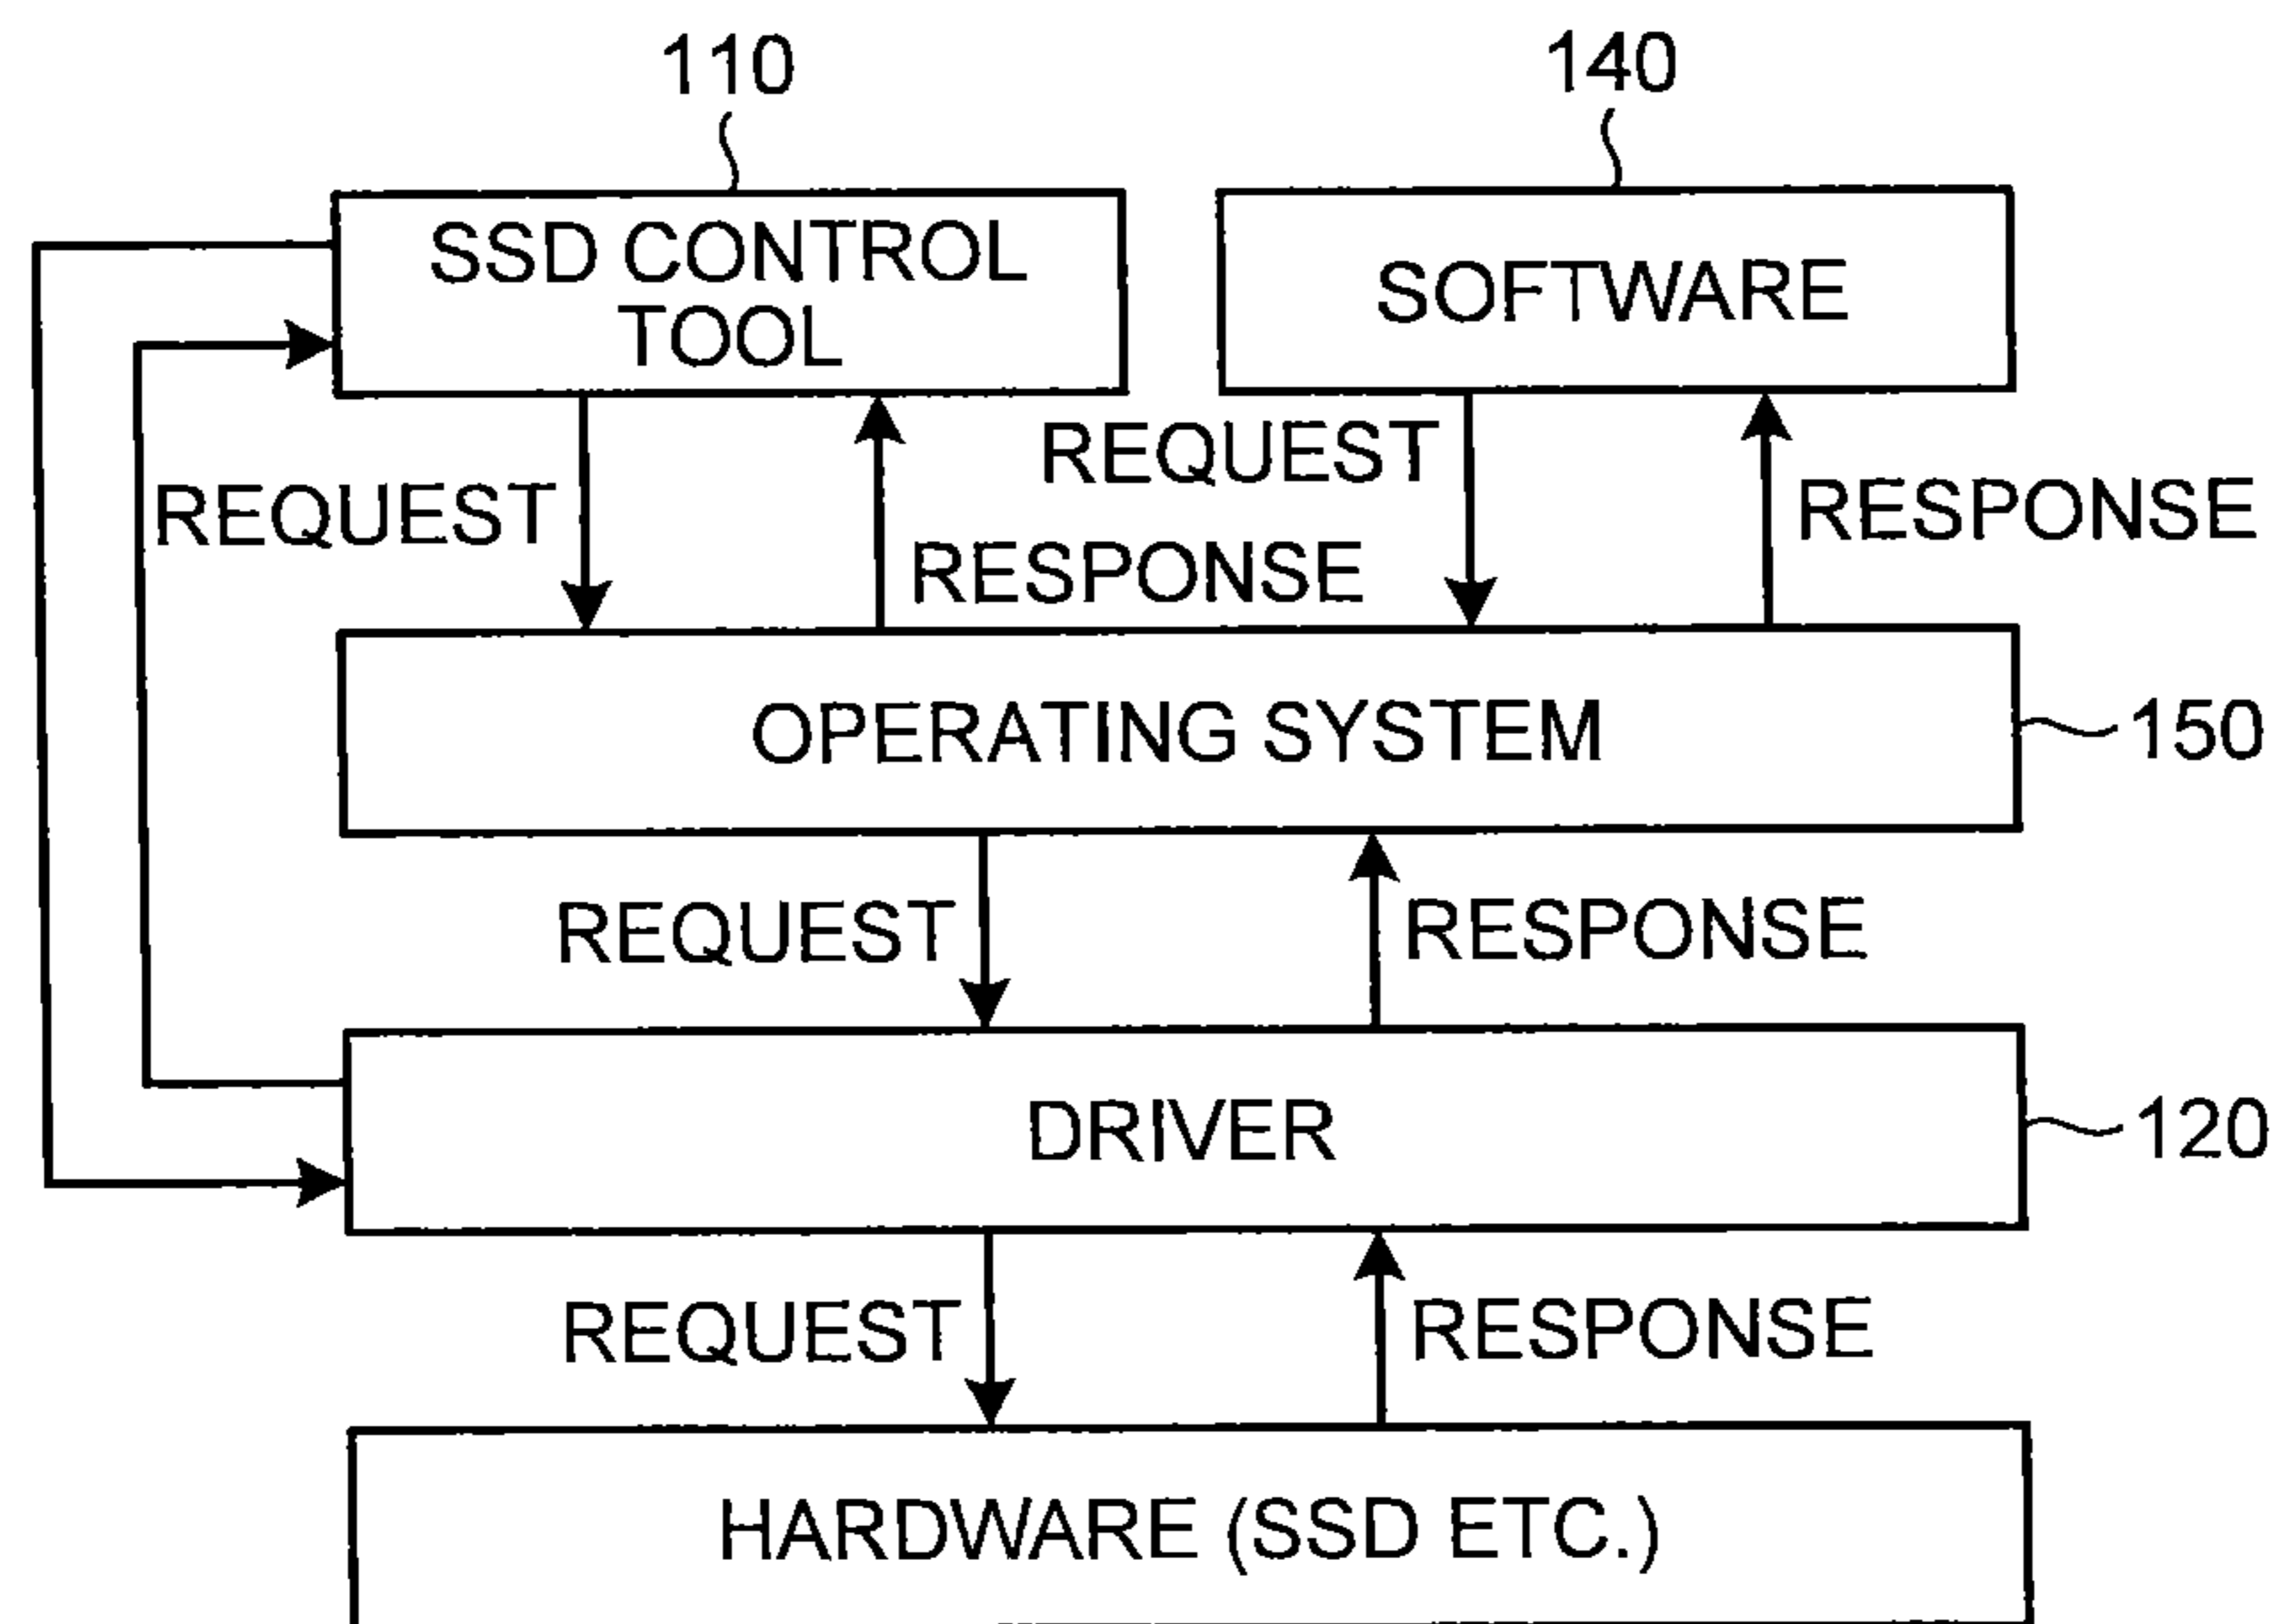 110
140
SSD CONTROL
TOOL
SOFTWARE
REQUEST
RESPONSE
REQUEST
RESPONSE
OPERATING SYSTEM
150
REQUEST
RESPONSE
DRIVER
120
REQUEST
RESPONSE
HARDWARE (SSD ETC.)